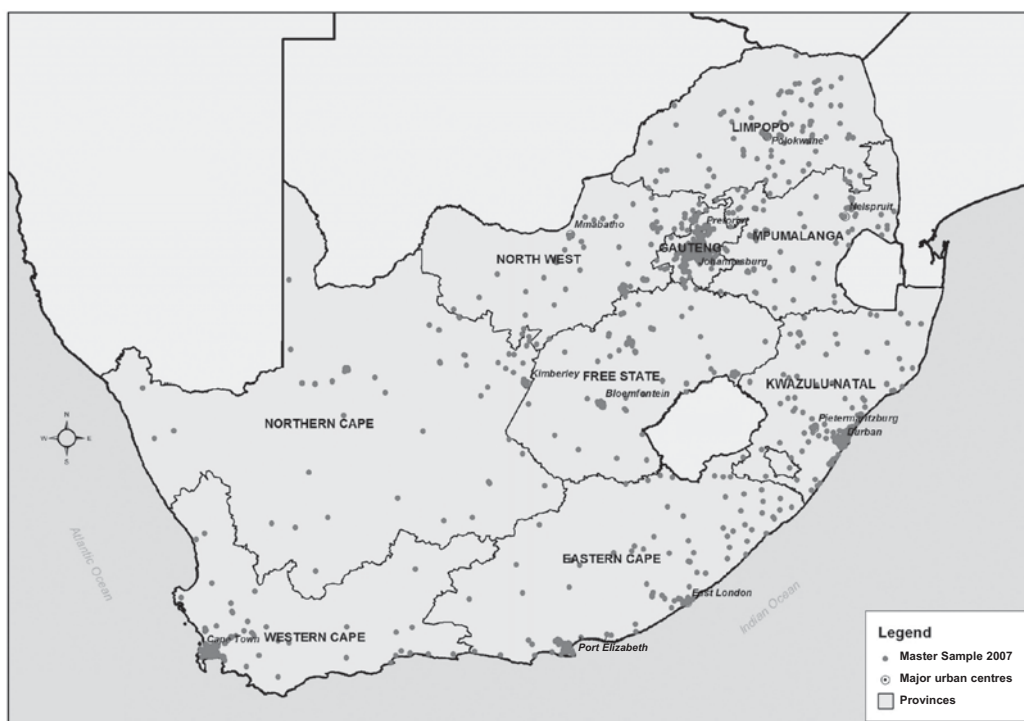 LIMPOPO
Polokwane
Nelspruit
Pretoria
Mmabatho
MPUMALANGA
GAUTENG
NORTH WEST
Johannesburg
Kimberley
FREE STATE
KWAZULU-NATAL
Bloemfontein
NORTHERN CAPE
Pietermaritzburg
Durban
N
W
E
S
Atlantic Ocean
EASTERN CAPE
East London
Indian Ocean
Cape Town
WESTERN CAPE
Port Elizabeth
Legend
Master Sample 2007
Major urban centres
Provinces